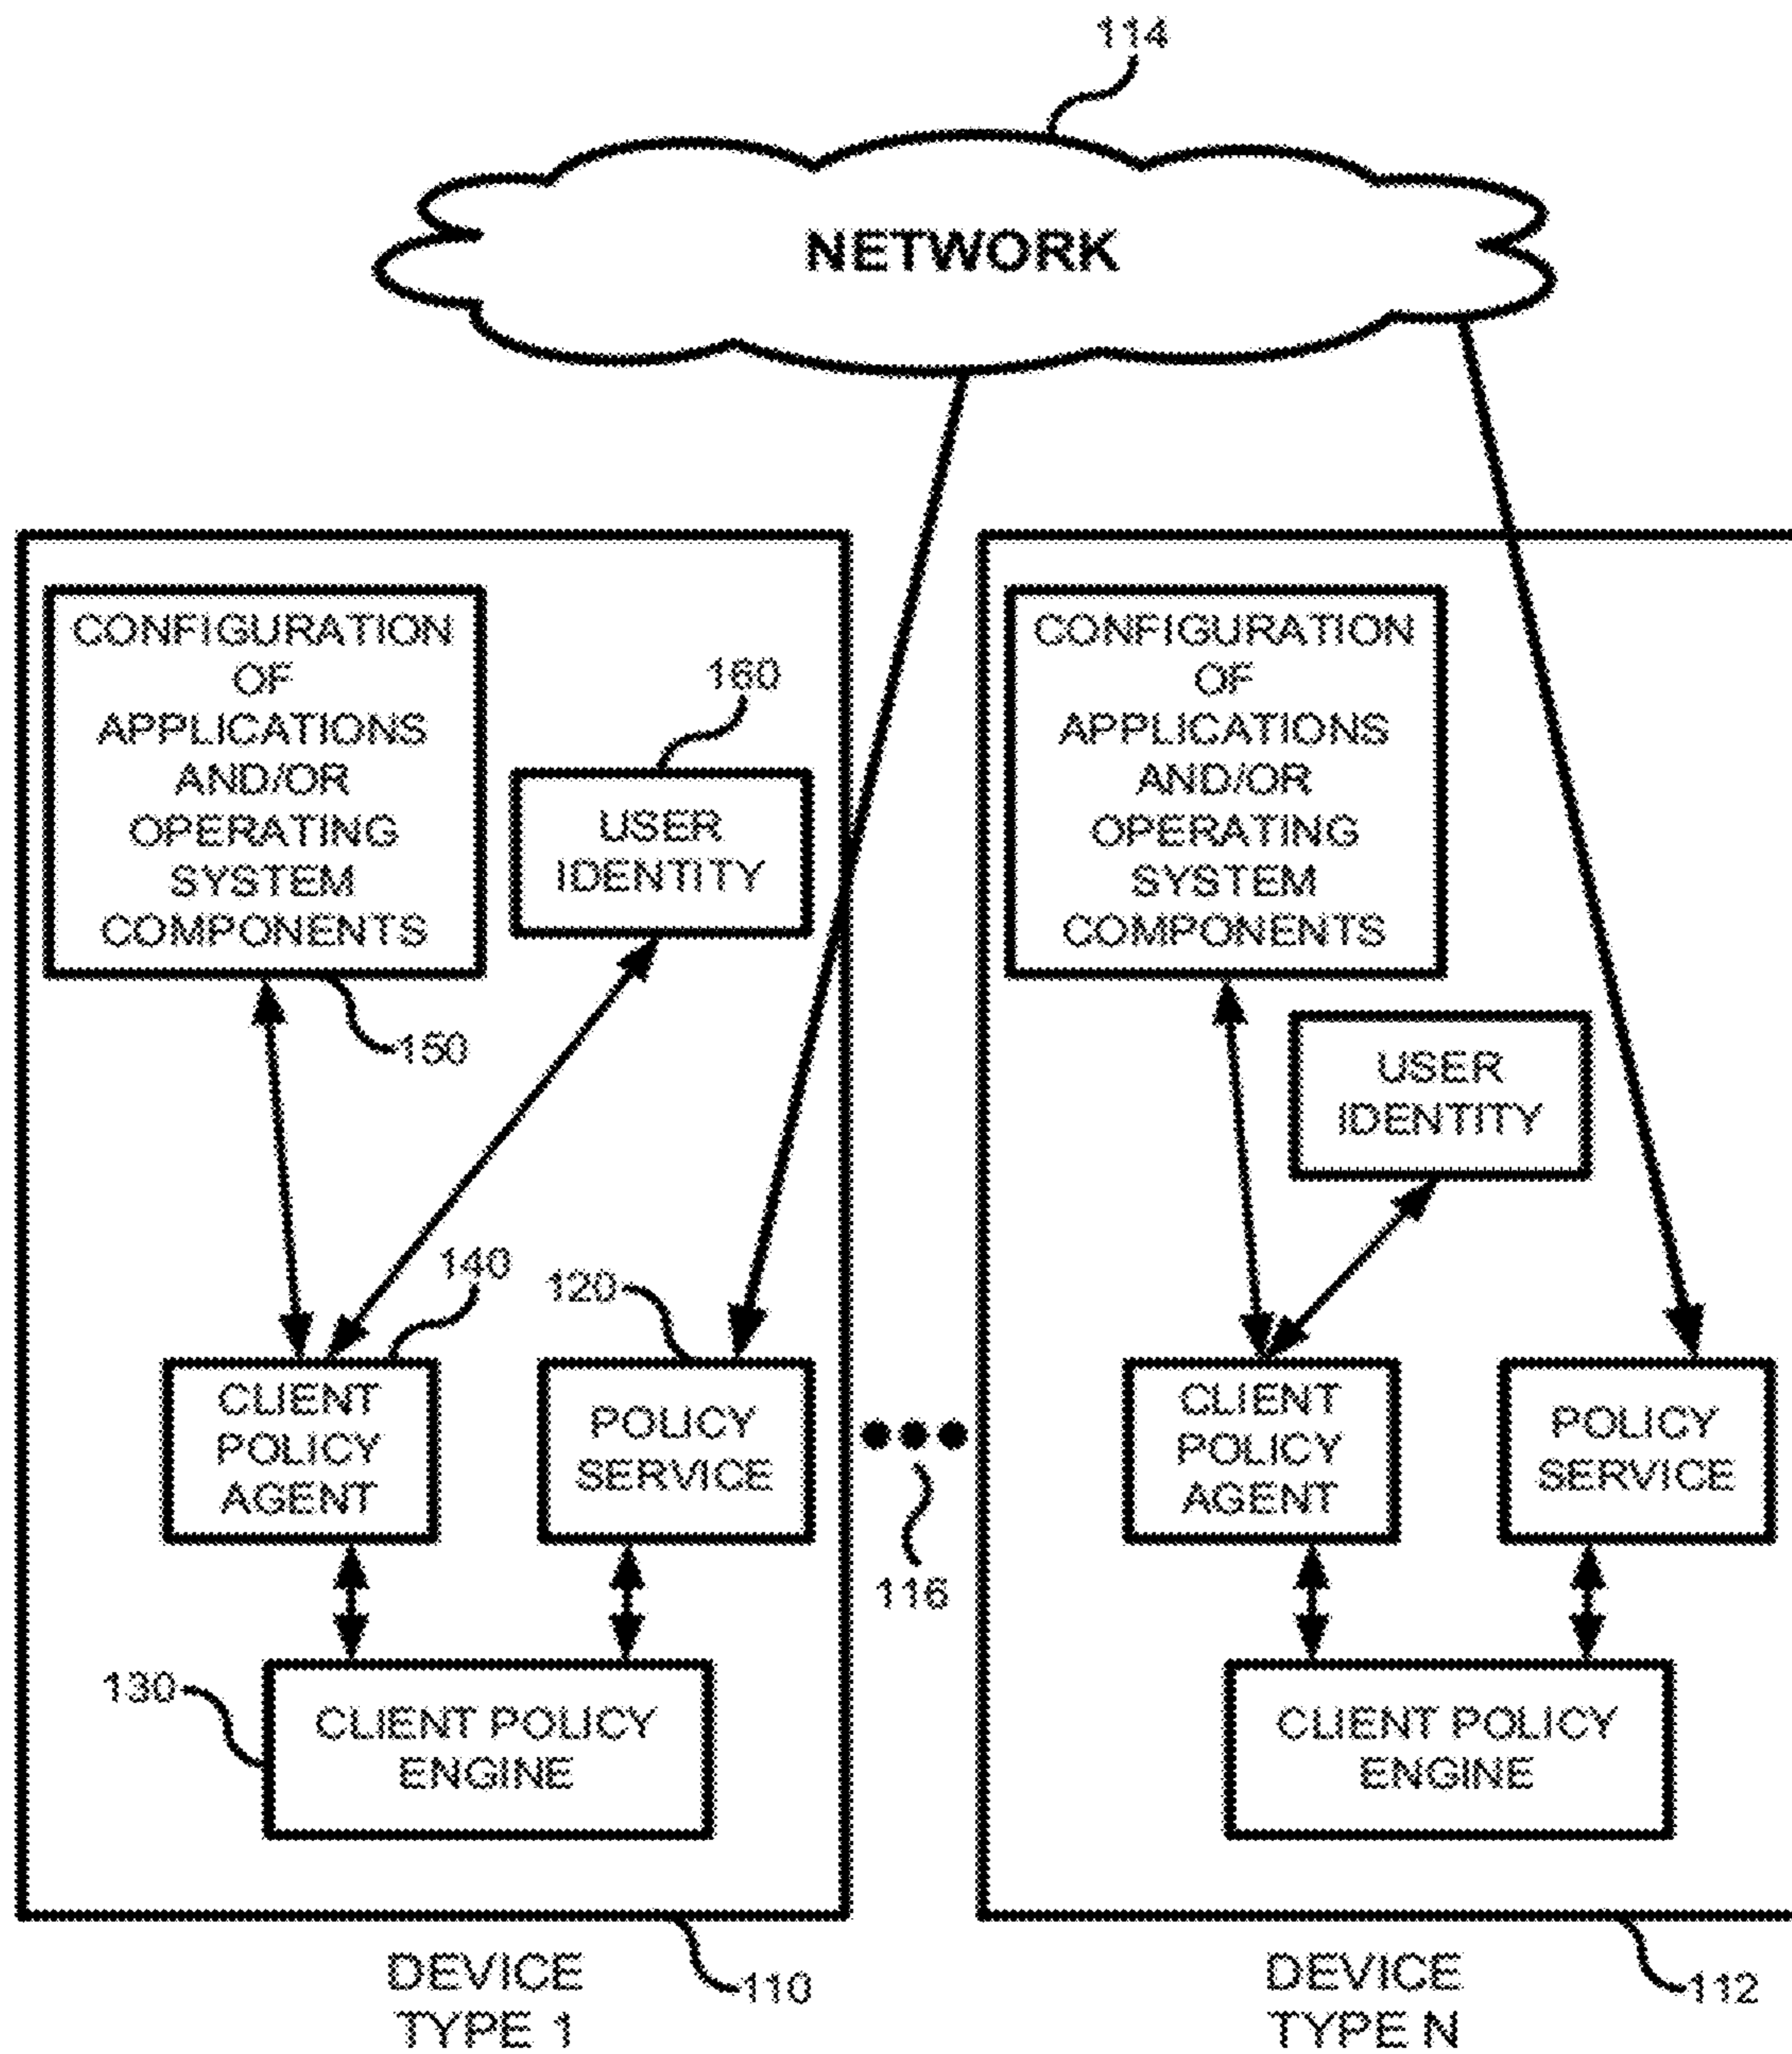 114
NETWORK
CONFIGURATION
OF
APPLICATIONS
AND/OR
OPERATING
SYSTEM
COMPONENTS
160
USER
IDENTITY
150
140
120
CLIENT
POLICY
AGENT
POLICY
SERVICE
130
CLIENT POLICY
ENGINE
DEVICE
TYPE 1
110
116
CONFIGURATION
OF
APPLICATIONS
AND/OR
OPERATING
SYSTEM
COMPONENTS
USER
IDENTITY
CLIENT
POLICY
AGENT
POLICY
SERVICE
CLIENT POLICY
ENGINE
DEVICE
TYPE N
112